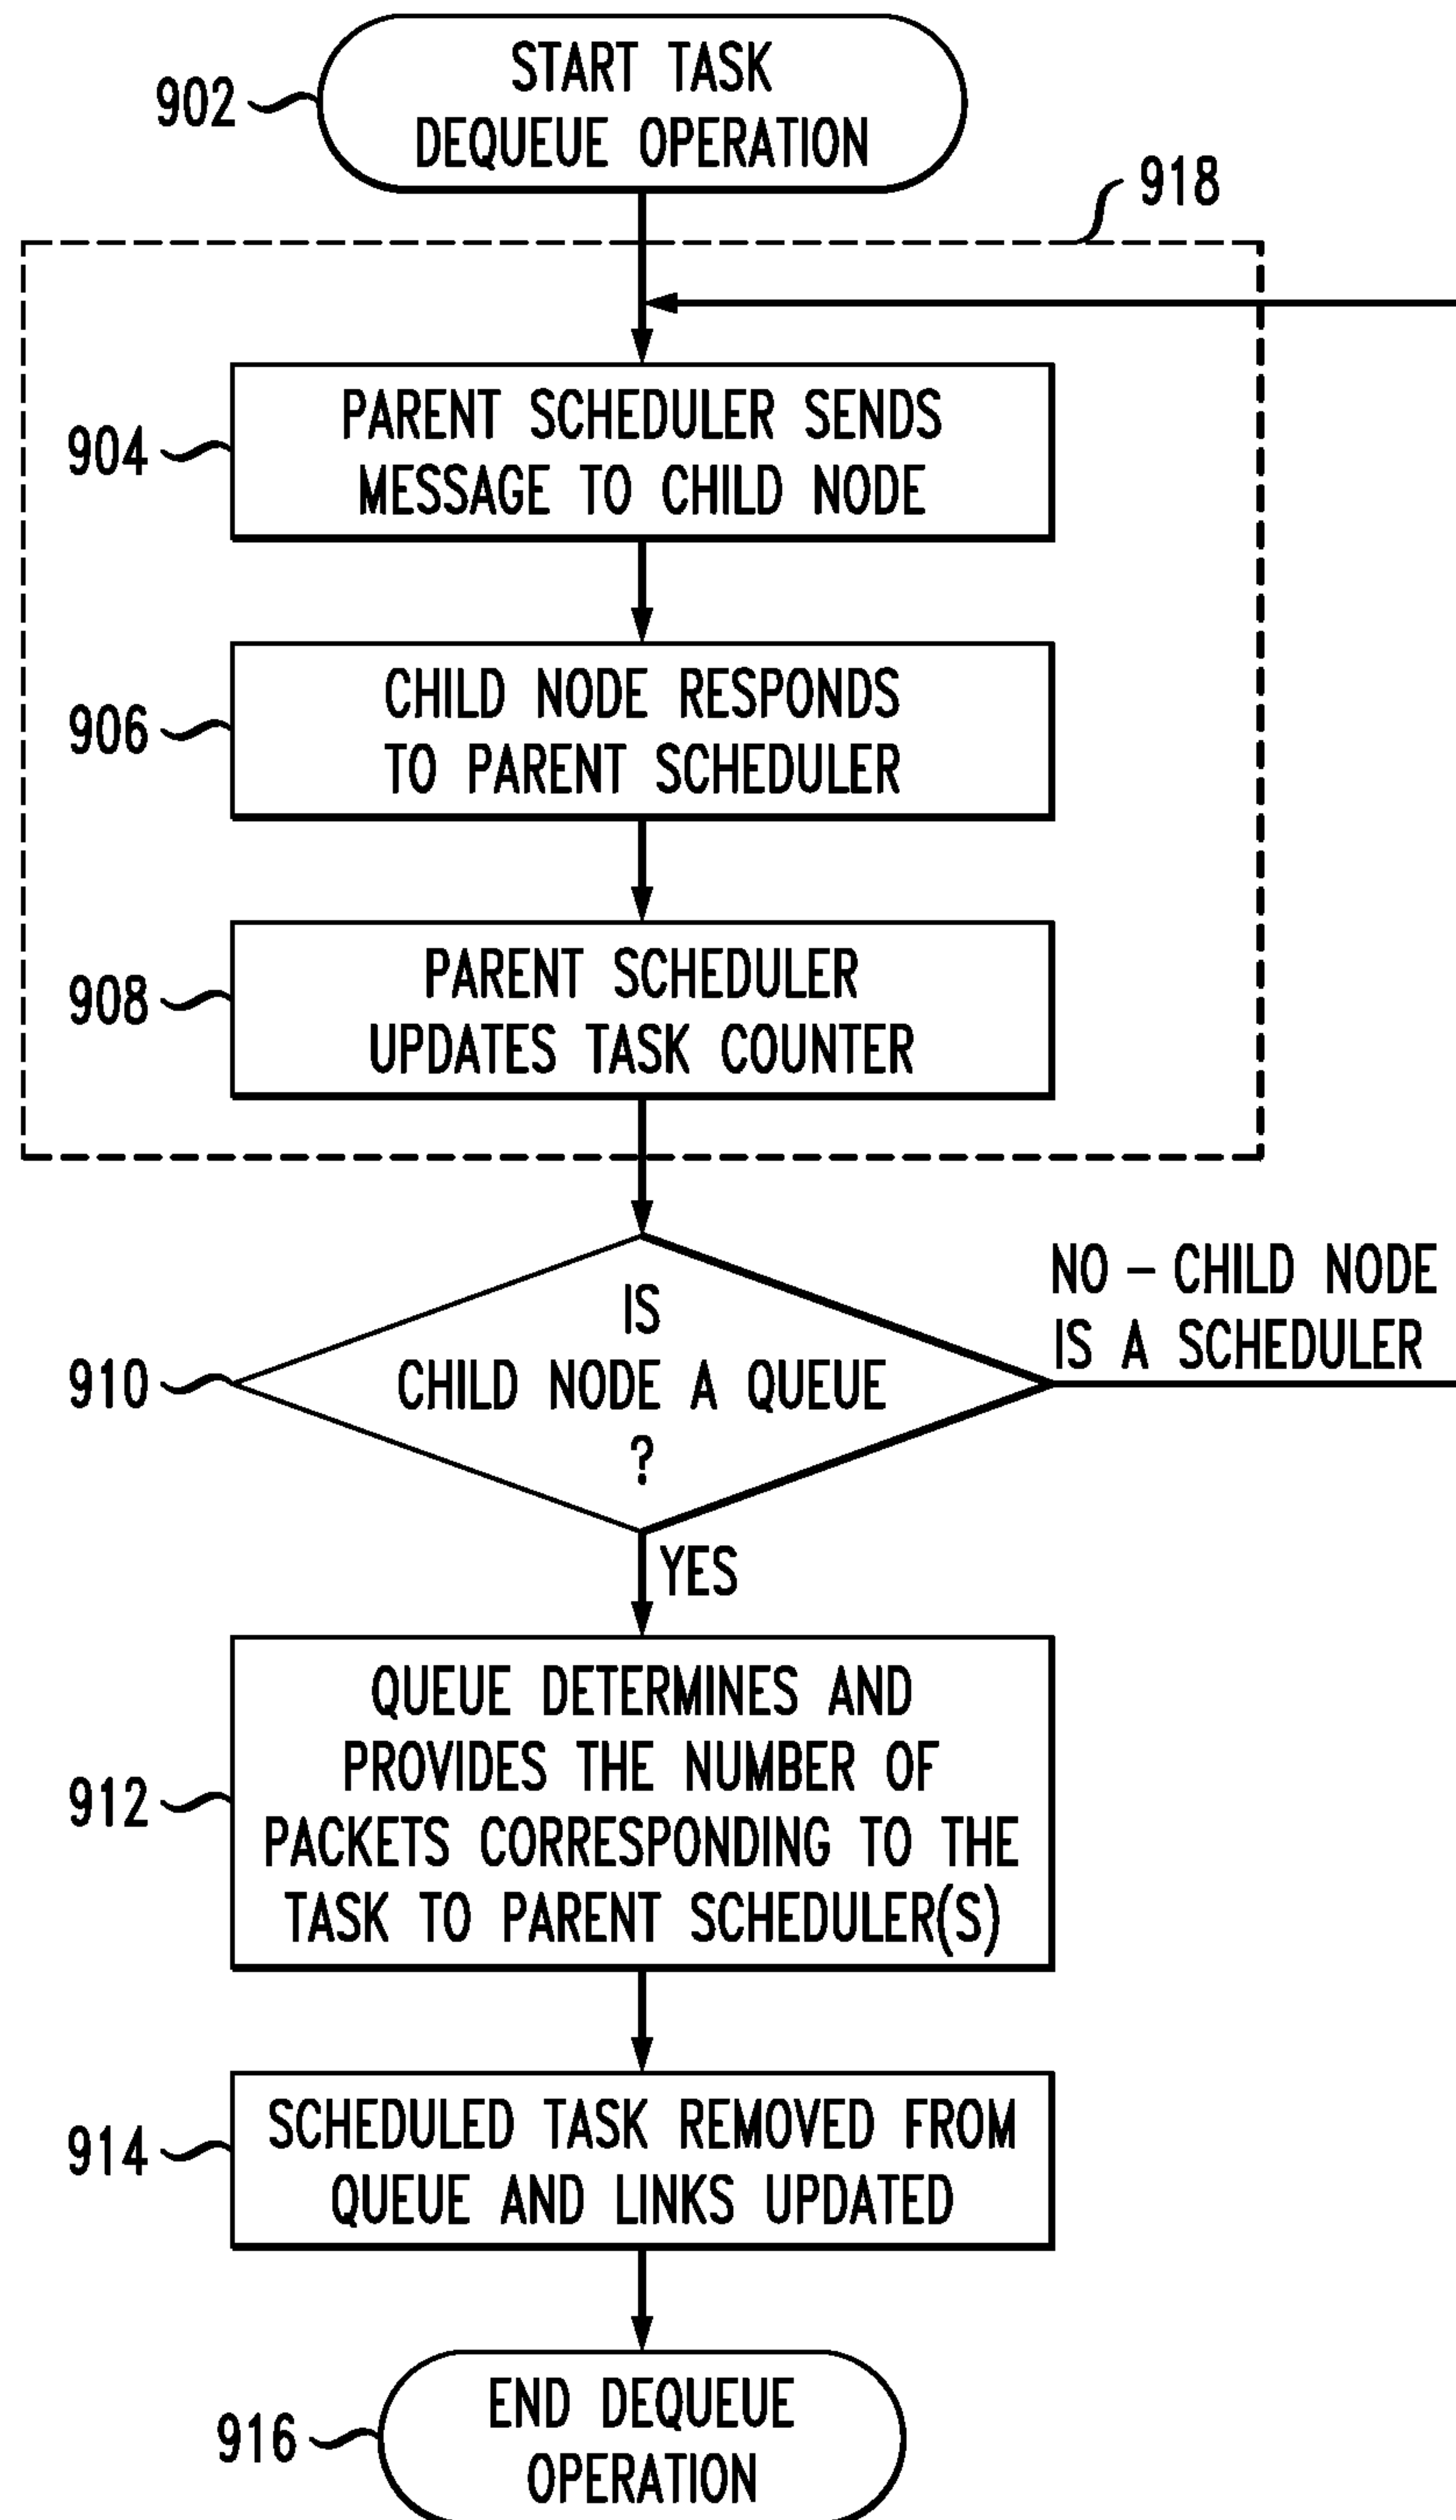 START TASK
DEQUEUE OPERATION
902
918
PARENT SCHEDULER SENDS
MESSAGE TO CHILD NODE
904
CHILD NODE RESPONDS
TO PARENT SCHEDULER
906
PARENT SCHEDULER
UPDATES TASK COUNTER
908
NO – CHILD NODE
IS A SCHEDULER
IS
CHILD NODE A QUEUE
?
910
YES
QUEUE DETERMINES AND
PROVIDES THE NUMBER OF
PACKETS CORRESPONDING TO THE
TASK TO PARENT SCHEDULER(S)
912
SCHEDULED TASK REMOVED FROM
QUEUE AND LINKS UPDATED
914
END DEQUEUE
OPERATION
916